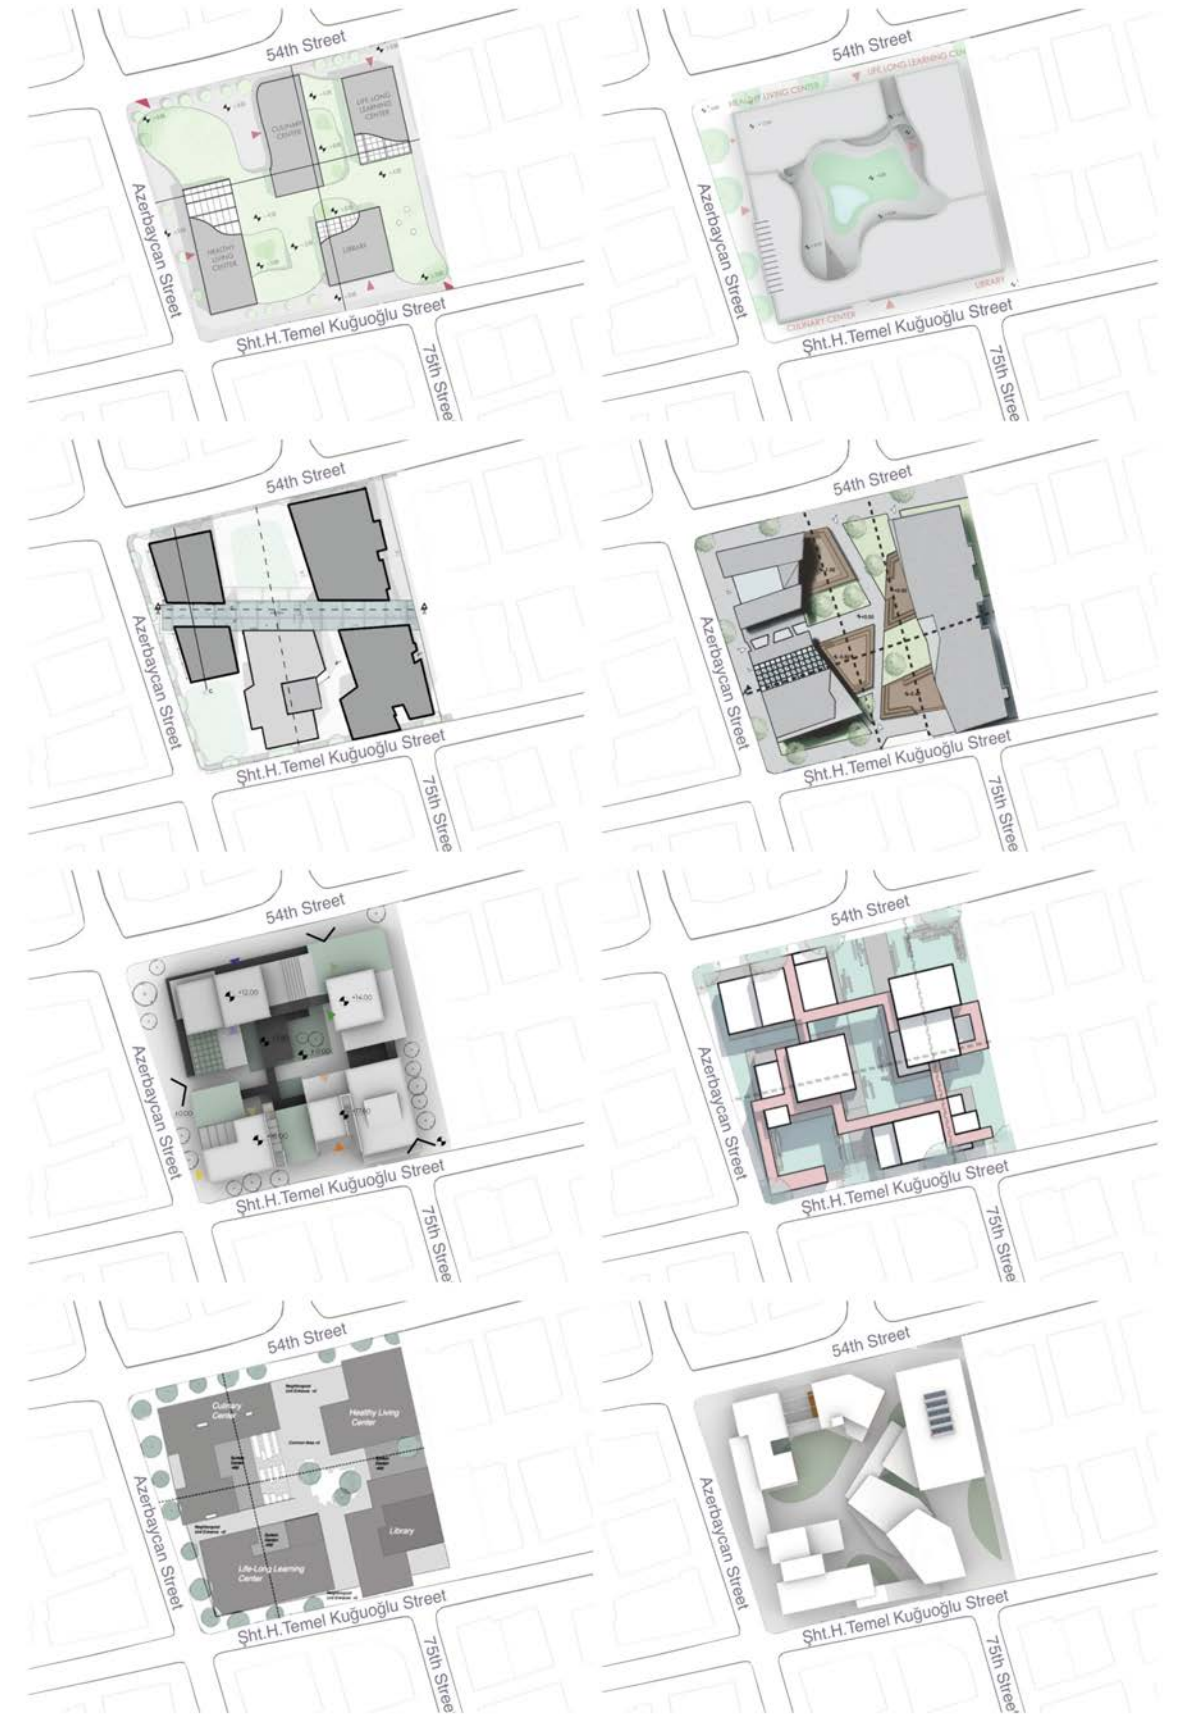 54th Street
LIFE LONG
LEARNING
CENTER
CULINARY
CENTER
HEALTHY
LIVING
CENTER
LIBRARY
Azerbaycan Street
Şht.H.Temel Kuğuoğlu Street
75th Stree
54th Street
LIFE LONG LEARNING CEN
HEALTHY LIVING CENTER
LIBRARY
CULINARY CENTER
Azerbaycan Street
Şht.H.Temel Kuğuoğlu Street
75th Stree
54th Street
Azerbaycan Street
Şht.H.Temel Kuğuoğlu Street
75th Stree
54th Street
Azerbaycan Street
Şht.H.Temel Kuğuoğlu Street
75th Stree
54th Street
+12.00
+14.00
Azerbaycan Street
Şht.H.Temel Kuğuoğlu Street
75th Stree
54th Street
Azerbaycan Street
Şht.H.Temel Kuğuoğlu Street
75th Stree
54th Street
Culinary
Center
Healthy Living
Center
Library
Life-Long Learning
Center
Azerbaycan Street
Şht.H.Temel Kuğuoğlu Street
75th Stree
54th Street
Azerbaycan Street
Şht.H.Temel Kuğuoğlu Street
75th Stree